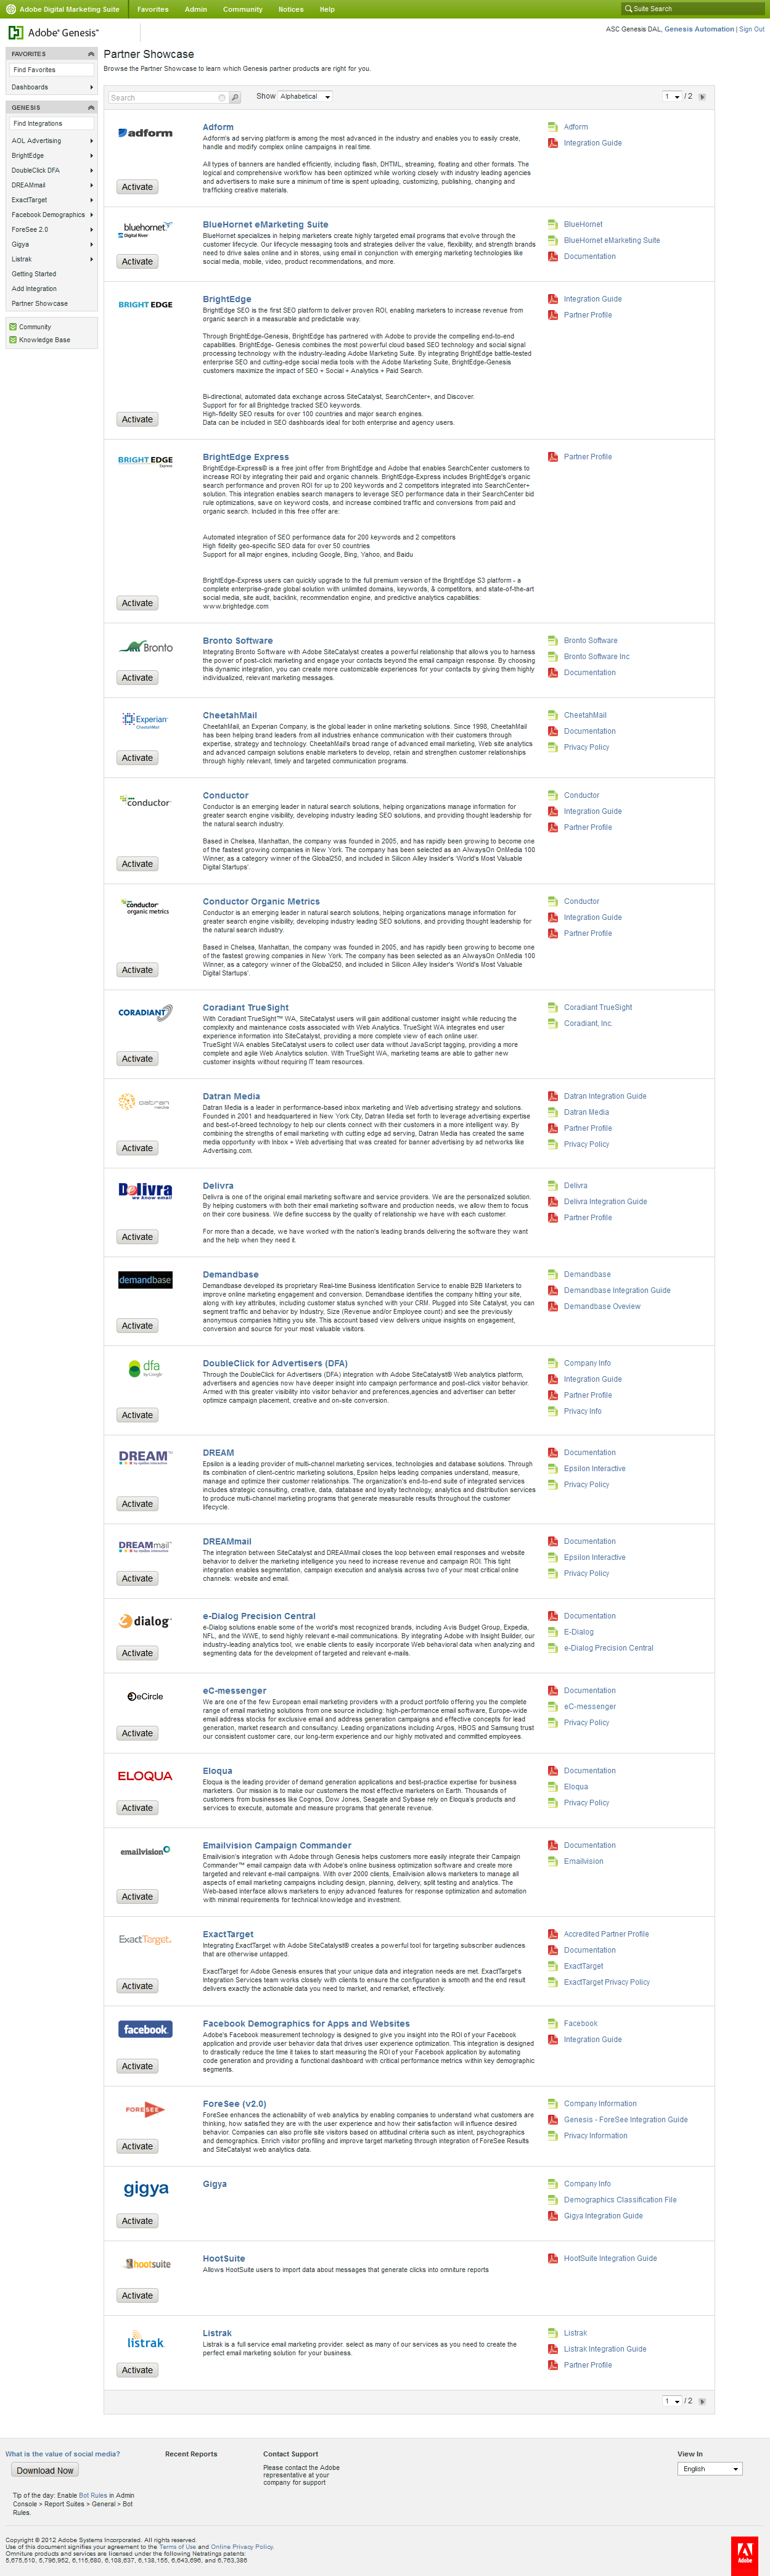 Adobe Digital Marketing Suite Favorites Admin Community Notices Help Suite Search
Adobe® Genesis™
ASC Genesis DAL, Genesis Automation | Sign Out
FAVORITES
Find Favorites
Dashboards
GENESIS
Find Integrations
AOL Advertising
BrightEdge
DoubleClick DFA
DREAMmail
ExactTarget
Facebook Demographics
ForeSee 2.0
Gigya
Listrak
Getting Started
Add Integration
Partner Showcase
Community
Knowledge Base
Partner Showcase
Browse the Partner Showcase to learn which Genesis partner products are right for you.
Search Show Alphabetical 1 / 2
adform
Activate
Adform
Adform's ad serving platform is among the most advanced in the industry and enables you to easily create,
handle and modify complex online campaigns in real time.
All types of banners are handled efficiently, including flash, DHTML, streaming, floating and other formats. The
logical and comprehensive workflow has been optimized while working closely with industry leading agencies
and advertisers to make sure a minimum of time is spent uploading, customizing, publishing, changing and
trafficking creative materials.
Adform
Integration Guide
bluehornet
Digital River
Activate
BlueHornet eMarketing Suite
BlueHornet specializes in helping marketers create highly targeted email programs that evolve through the
customer lifecycle. Our lifecycle messaging tools and strategies deliver the value, flexibility, and strength brands
need to drive sales online and in stores, using email in conjunction with emerging marketing technologies like
social media, mobile, video, product recommendations, and more.
BlueHornet
BlueHornet eMarketing Suite
Documentation
BRIGHT EDGE
Activate
BrightEdge
BrightEdge SEO is the first SEO platform to deliver proven ROI, enabling marketers to increase revenue from
organic search in a measurable and predictable way.
Through BrightEdge-Genesis, BrightEdge has partnered with Adobe to provide the compelling end-to-end
capabilities. BrightEdge- Genesis combines the most powerful cloud based SEO technology and social signal
processing technology with the industry-leading Adobe Marketing Suite. By integrating BrightEdge battle-tested
enterprise SEO and cutting-edge social media tools with the Adobe Marketing Suite, BrightEdge-Genesis
customers maximize the impact of SEO + Social + Analytics + Paid Search.
Bi-directional, automated data exchange across SiteCatalyst, SearchCenter+, and Discover.
Support for for all Brightedge tracked SEO keywords.
High-fidelity SEO results for over 100 countries and major search engines.
Data can be included in SEO dashboards ideal for both enterprise and agency users.
Integration Guide
Partner Profile
BRIGHT EDGE
Express
Activate
BrightEdge Express
BrightEdge-Express© is a free joint offer from BrightEdge and Adobe that enables SearchCenter customers to
increase ROI by integrating their paid and organic channels. BrightEdge-Express includes BrightEdge's organic
search performance and proven ROI for up to 200 keywords and 2 competitors integrated into SearchCenter+
solution. This integration enables search managers to leverage SEO performance data in their SearchCenter bid
rule optimizations, save on keyword costs, and increase combined traffic and conversions from paid and
organic search. Included in this free offer are:
Automated integration of SEO performance data for 200 keywords and 2 competitors
High fidelity geo-specific SEO data for over 50 countries
Support for all major engines, including Google, Bing, Yahoo, and Baidu
BrightEdge-Express users can quickly upgrade to the full premium version of the BrightEdge S3 platform - a
complete enterprise-grade global solution with unlimited domains, keywords, & competitors, and state-of-the-art
social media, site audit, backlink, recommendation engine, and predictive analytics capabilities:
www.brightedge.com
Partner Profile
Bronto
Activate
Bronto Software
Integrating Bronto Software with Adobe SiteCatalyst creates a powerful relationship that allows you to harness
the power of post-click marketing and engage your contacts beyond the email campaign response. By choosing
this dynamic integration, you can create more customizable experiences for your contacts by giving them highly
individualized, relevant marketing messages.
Bronto Software
Bronto Software Inc
Documentation
Experian
CheetahMail
Activate
CheetahMail
CheetahMail, an Experian Company, is the global leader in online marketing solutions. Since 1998, CheetahMail
has been helping brand leaders from all industries enhance communication with their customers through
expertise, strategy and technology. CheetahMail's broad range of advanced email marketing, Web site analytics
and advanced campaign solutions enable marketers to develop, retain and strengthen customer relationships
through highly relevant, timely and targeted communication programs.
CheetahMail
Documentation
Privacy Policy
conductor
Activate
Conductor
Conductor is an emerging leader in natural search solutions, helping organizations manage information for
greater search engine visibility, developing industry leading SEO solutions, and providing thought leadership for
the natural search industry.
Based in Chelsea, Manhattan, the company was founded in 2005, and has rapidly been growing to become one
of the fastest growing companies in New York. The company has been selected as an AlwaysOn OnMedia 100
Winner, as a category winner of the Global250, and included in Silicon Alley Insider's 'World's Most Valuable
Digital Startups'.
Conductor
Integration Guide
Partner Profile
conductor
organic metrics
Activate
Conductor Organic Metrics
Conductor is an emerging leader in natural search solutions, helping organizations manage information for
greater search engine visibility, developing industry leading SEO solutions, and providing thought leadership for
the natural search industry.
Based in Chelsea, Manhattan, the company was founded in 2005, and has rapidly been growing to become one
of the fastest growing companies in New York. The company has been selected as an AlwaysOn OnMedia 100
Winner, as a category winner of the Global250, and included in Silicon Alley Insider's 'World's Most Valuable
Digital Startups'.
Conductor
Integration Guide
Partner Profile
CORADIANT
Activate
Coradiant TrueSight
With Coradiant TrueSight™ WA, SiteCatalyst users will gain additional customer insight while reducing the
complexity and maintenance costs associated with Web Analytics. TrueSight WA integrates end user
experience information into SiteCatalyst, providing a more complete view of each online user.
TrueSight WA enables SiteCatalyst users to collect user data without JavaScript tagging, providing a more
complete and agile Web Analytics solution. With TrueSight WA, marketing teams are able to gather new
customer insights without requiring IT team resources.
Coradiant TrueSight
Coradiant, Inc.
datran
media
Activate
Datran Media
Datran Media is a leader in performance-based inbox marketing and Web advertising strategy and solutions.
Founded in 2001 and headquartered in New York City, Datran Media set forth to leverage advertising expertise
and best-of-breed technology to help our clients connect with their customers in a more intelligent way. By
combining the strengths of email marketing with cutting edge ad serving, Datran Media has created the same
media opportunity with Inbox + Web advertising that was created for banner advertising by ad networks like
Advertising.com.
Datran Integration Guide
Datran Media
Partner Profile
Privacy Policy
Delivra
we know email
Activate
Delivra
Delivra is one of the original email marketing software and service providers. We are the personalized solution.
By helping customers with both their email marketing software and production needs, we allow them to focus
on their core business. We define success by the quality of relationship we have with each customer.
For more than a decade, we have worked with the nation's leading brands delivering the software they want
and the help when they need it.
Delivra
Delivra Integration Guide
Partner Profile
demandbase
Activate
Demandbase
Demandbase developed its proprietary Real-time Business Identification Service to enable B2B Marketers to
improve online marketing engagement and conversion. Demandbase identifies the company hitting your site,
along with key attributes, including customer status synched with your CRM. Plugged into Site Catalyst, you can
segment traffic and behavior by Industry, Size (Revenue and/or Employee count) and see the previously
anonymous companies hitting you site. This account based view delivers unique insights on engagement,
conversion and source for your most valuable visitors.
Demandbase
Demandbase Integration Guide
Demandbase Oveview
dfa
by Google
Activate
DoubleClick for Advertisers (DFA)
Through the DoubleClick for Advertisers (DFA) integration with Adobe SiteCatalyst® Web analytics platform,
advertisers and agencies now have deeper insight into campaign performance and post-click visitor behavior.
Armed with this greater visibility into visitor behavior and preferences,agencies and advertiser can better
optimize campaign placement, creative and on-site conversion.
Company Info
Integration Guide
Partner Profile
Privacy Info
DREAM™
by epsilon interactive
Activate
DREAM
Epsilon is a leading provider of multi-channel marketing services, technologies and database solutions. Through
its combination of client-centric marketing solutions, Epsilon helps leading companies understand, measure,
manage and optimize their customer relationships. The organization's end-to-end suite of integrated services
includes strategic consulting, creative, data, database and loyalty technology, analytics and distribution services
to produce multi-channel marketing programs that generate measurable results throughout the customer
lifecycle.
Documentation
Epsilon Interactive
Privacy Policy
DREAMmail™
by epsilon interactive
Activate
DREAMmail
The integration between SiteCatalyst and DREAMmail closes the loop between email responses and website
behavior to deliver the marketing intelligence you need to increase revenue and campaign ROI. This tight
integration enables segmentation, campaign execution and analysis across two of your most critical online
channels: website and email.
Documentation
Epsilon Interactive
Privacy Policy
dialog
Activate
e-Dialog Precision Central
e-Dialog solutions enable some of the world's most recognized brands, including Avis Budget Group, Expedia,
NFL, and the WWE, to send highly relevant e-mail communications. By integrating Adobe with Insight Builder, our
industry-leading analytics tool, we enable clients to easily incorporate Web behavioral data when analyzing and
segmenting data for the development of targeted and relevant e-mails.
Documentation
E-Dialog
e-Dialog Precision Central
eCircle
Activate
eC-messenger
We are one of the few European email marketing providers with a product portfolio offering you the complete
range of email marketing solutions from one source including: high-performance email software, Europe-wide
email address stocks for exclusive email and address generation campaigns and effective concepts for lead
generation, market research and consultancy. Leading organizations including Argos, HBOS and Samsung trust
our consistent customer care, our long-term experience and our highly motivated and committed employees.
Documentation
eC-messenger
Privacy Policy
ELOQUA
Activate
Eloqua
Eloqua is the leading provider of demand generation applications and best-practice expertise for business
marketers. Our mission is to make our customers the most effective marketers on Earth. Thousands of
customers from businesses like Cognos, Dow Jones, Seagate and Sybase rely on Eloqua's products and
services to execute, automate and measure programs that generate revenue.
Documentation
Eloqua
Privacy Policy
emailvision
Activate
Emailvision Campaign Commander
Emailvision's integration with Adobe through Genesis helps customers more easily integrate their Campaign
Commander™ email campaign data with Adobe's online business optimization software and create more
targeted and relevant e-mail campaigns. With over 2000 clients, Emailvision allows marketers to manage all
aspects of email marketing campaigns including design, planning, delivery, split testing and analytics. The
Web-based interface allows marketers to enjoy advanced features for response optimization and automation
with minimal requirements for technical knowledge and investment.
Documentation
Emailvision
ExactTarget
Activate
ExactTarget
Integrating ExactTarget with Adobe SiteCatalyst® creates a powerful tool for targeting subscriber audiences
that are otherwise untapped.
ExactTarget for Adobe Genesis ensures that your unique data and integration needs are met. ExactTarget's
Integration Services team works closely with clients to ensure the configuration is smooth and the end result
delivers exactly the actionable data you need to market, and remarket, effectively.
Accredited Partner Profile
Documentation
ExactTarget
ExactTarget Privacy Policy
facebook
Activate
Facebook Demographics for Apps and Websites
Adobe's Facebook measurement technology is designed to give you insight into the ROI of your Facebook
application and provide user behavior data that drives user experience optimization. This integration is designed
to drastically reduce the time it takes to start measuring the ROI of your Facebook application by automating
code generation and providing a functional dashboard with critical performance metrics within key demographic
segments.
Facebook
Integration Guide
FORESEE
Activate
ForeSee (v2.0)
ForeSee enhances the actionability of web analytics by enabling companies to understand what customers are
thinking, how satisfied they are with the user experience and how their satisfaction will influence desired
behavior. Companies can also profile site visitors based on attitudinal criteria such as intent, psychographics
and demographics. Enrich visitor profiling and improve target marketing through integration of ForeSee Results
and SiteCatalyst web analytics data.
Company Information
Genesis - ForeSee Integration Guide
Privacy Information
gigya
Activate
Gigya
Company Info
Demographics Classification File
Gigya Integration Guide
hootsuite
Activate
HootSuite
Allows HootSuite users to import data about messages that generate clicks into omniture reports
HootSuite Integration Guide
listrak
Activate
Listrak
Listrak is a full service email marketing provider. select as many of our services as you need to create the
perfect email marketing solution for your business.
Listrak
Listrak Integration Guide
Partner Profile
1 / 2
What is the value of social media?
Download Now
Tip of the day: Enable Bot Rules in Admin
Console > Report Suites > General > Bot
Rules.
Recent Reports
Contact Support
Please contact the Adobe
representative at your
company for support
View In
English
Copyright © 2012 Adobe Systems Incorporated. All rights reserved.
Use of this document signifies your agreement to the Terms of Use and Online Privacy Policy.
Omniture products and services are licensed under the following Netratings patents:
5,675,510, 5,796,952, 6,115,680, 6,108,637, 6,138,155, 6,643,696, and 6,763,386
Adobe